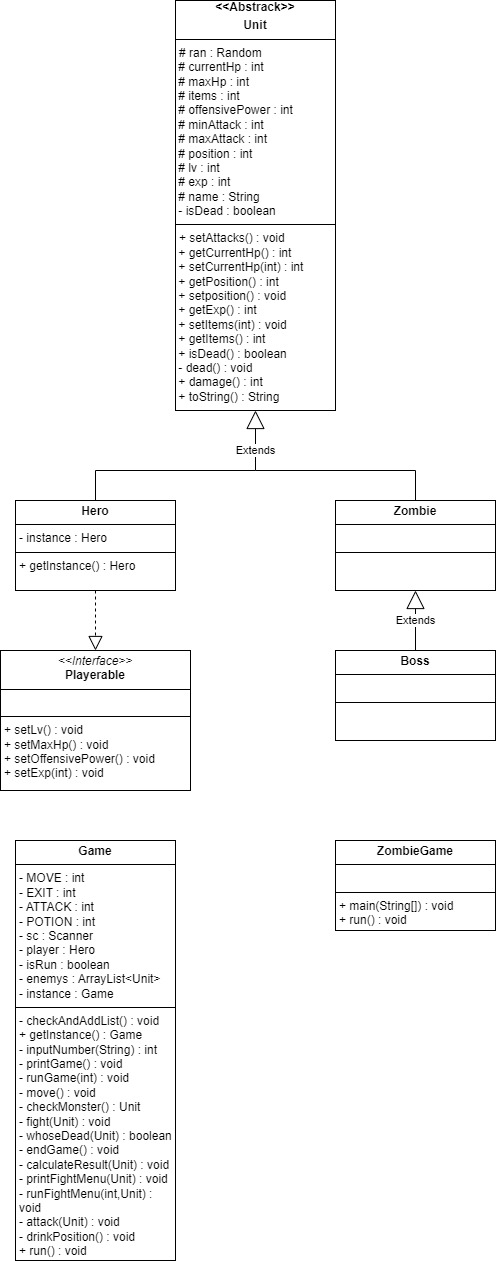 <<Abstrack>>
Unit
# ran : Random
# currentHp : int
# maxHp : int
# items : int
# offensivePower : int
# minAttack : int
# maxAttack : int
# position : int
# lv : int
# exp : int
# name : String
- isDead : boolean
+ setAttacks() : void
+ getCurrentHp() : int
+ setCurrentHp(int) : int
+ getPosition() : int
+ setposition() : void
+ getExp() : int
+ setItems(int) : void
+ getItems() : int
+ isDead() : boolean
- dead() : void
+ damage() : int
+ toString() : String
Extends
Hero
- instance : Hero
+ getInstance() : Hero
Zombie
Extends
<<Interface>>
Playerable
+ setLv() : void
+ setMaxHp() : void
+ setOffensivePower() : void
+ setExp(int) : void
Boss
Game
- MOVE : int
- EXIT : int
- ATTACK : int
- POTION : int
- sc : Scanner
- player : Hero
- isRun : boolean
- enemys : ArrayList<Unit>
- instance : Game
- checkAndAddList() : void
+ getInstance() : Game
- inputNumber(String) : int
- printGame() : void
- runGame(int) : void
- move() : void
- checkMonster() : Unit
- fight(Unit) : void
- whoseDead(Unit) : boolean
- endGame() : void
- calculateResult(Unit) : void
- printFightMenu(Unit) : void
- runFightMenu(int,Unit) :
void
- attack(Unit) : void
- drinkPosition() : void
+ run() : void
ZombieGame
+ main(String[]) : void
+ run() : void